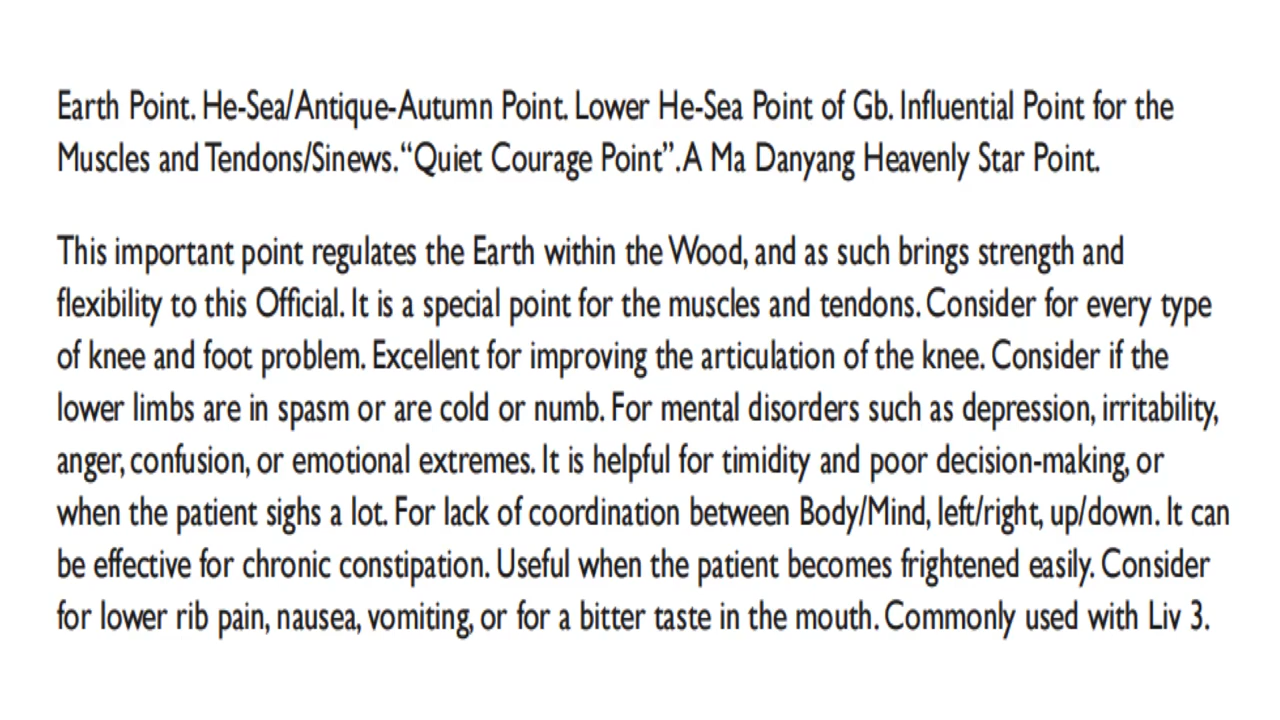 Earth Point. He-Sea/Antique-Autumn Point. Lower He-Sea Point of Gb. Influential Point for the
Muscles and Tendons/Sinews. “Quiet Courage Point”. A Ma Danyang Heavenly Star Point.
This important point regulates the Earth within the Wood, and as such brings strength and
flexibility to this Official. It is a special point for the muscles and tendons. Consider for every type
of knee and foot problem. Excellent for improving the articulation of the knee. Consider if the
lower limbs are in spasm or are cold or numb. For mental disorders such as depression, irritability,
anger, confusion, or emotional extremes. It is helpful for timidity and poor decision-making, or
when the patient sighs a lot. For lack of coordination between Body/Mind, left/right, up/down. It can
be effective for chronic constipation. Useful when the patient becomes frightened easily. Consider
for lower rib pain, nausea, vomiting, or for a bitter taste in the mouth. Commonly used with Liv 3.